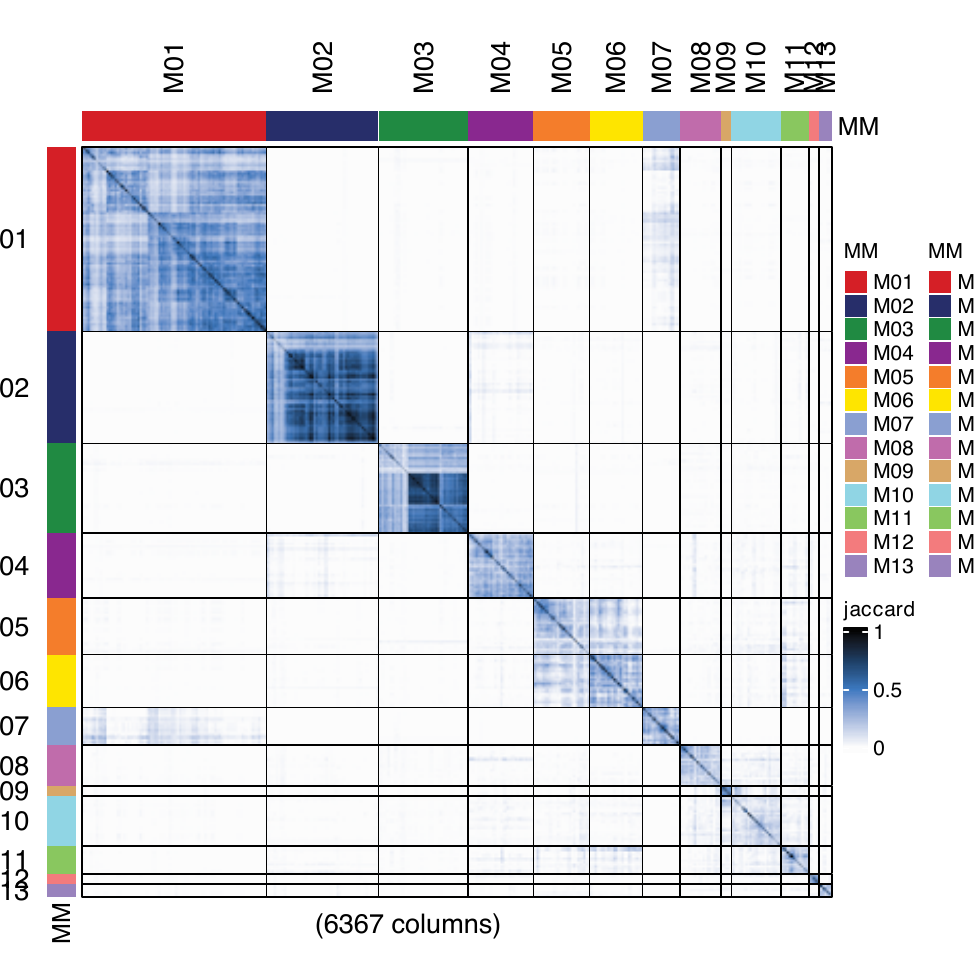 M01 M02 M03 M04 M05 M06 M07 M08 M09 M10 M11 M12 M13
MM
01
02
03
04
05
06
07
08
09
10
11
12
13
MM
(6367 columns)
MM MM
M01 M
M02 M
M03 M
M04 M
M05 M
M06 M
M07 M
M08 M
M09 M
M10 M
M11 M
M12 M
M13 M
jaccard
1
0.5
0